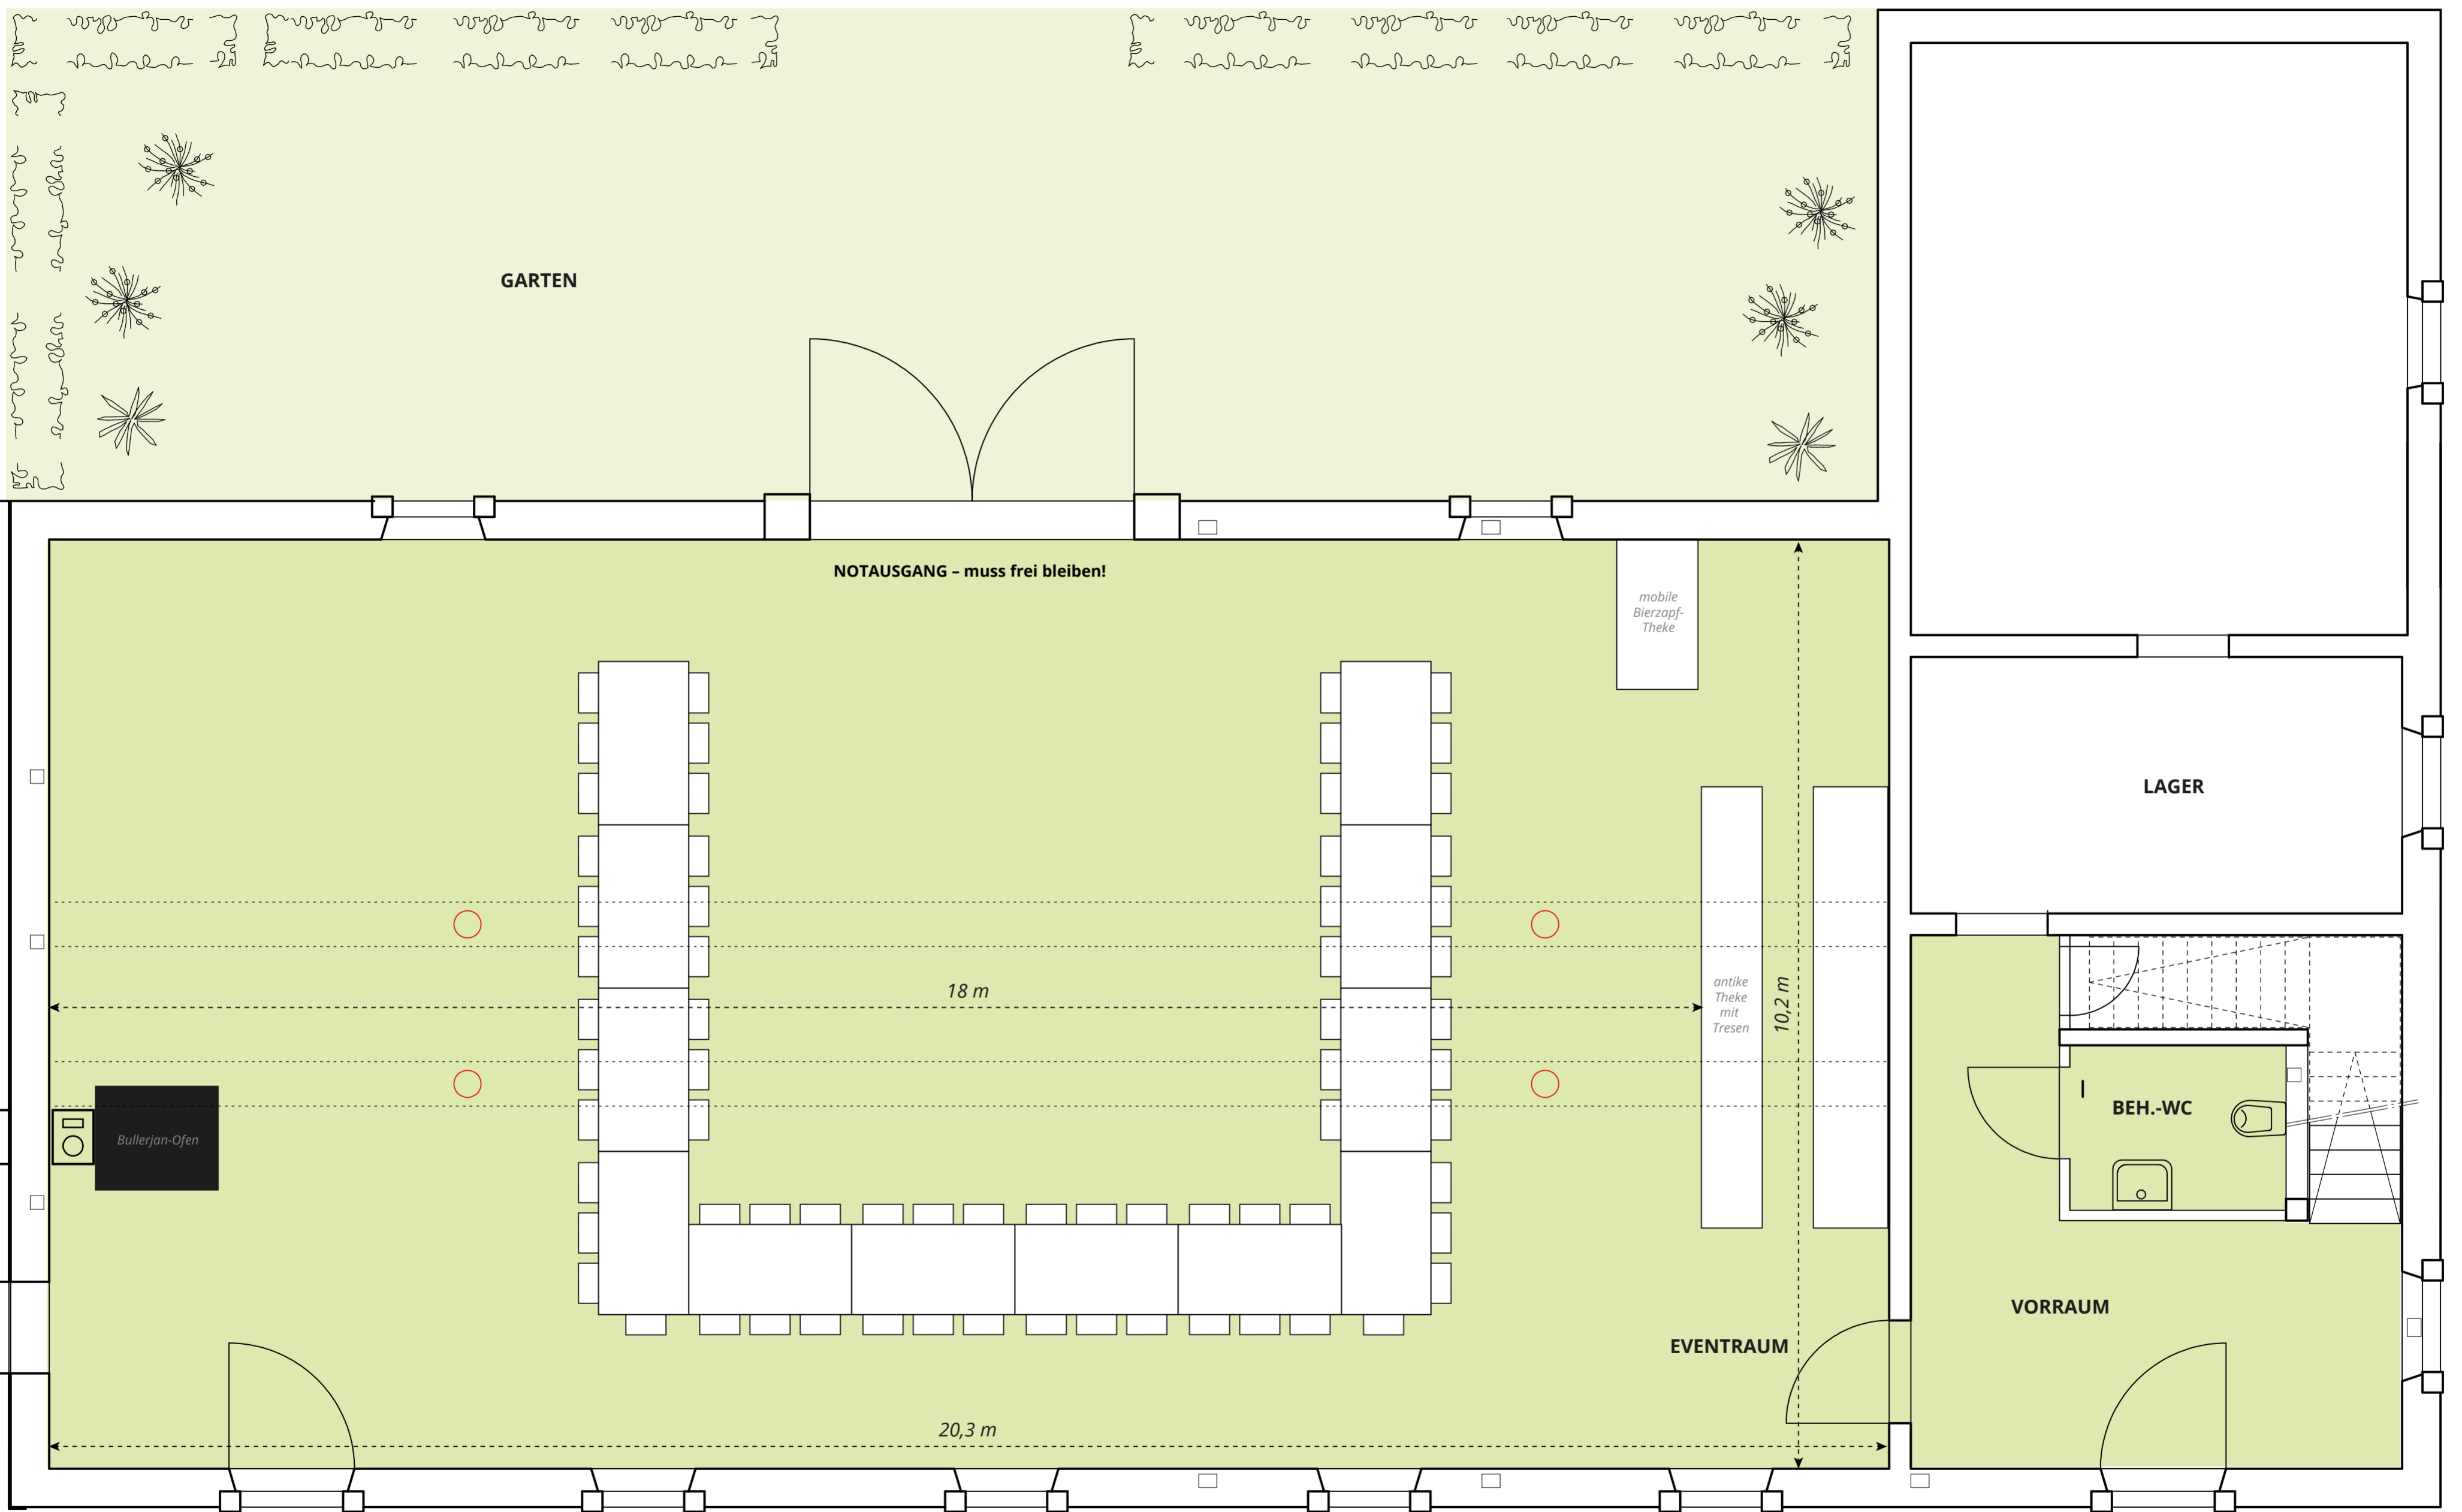 GARTEN
NOTAUSGANG – muss frei bleiben!
mobile
Bierzapf-
Theke
LAGER
18 m
antike
Theke
mit
Tresen
10,2 m
Bullerjan-Ofen
BEH.-WC
VORRAUM
EVENTRAUM
20,3 m